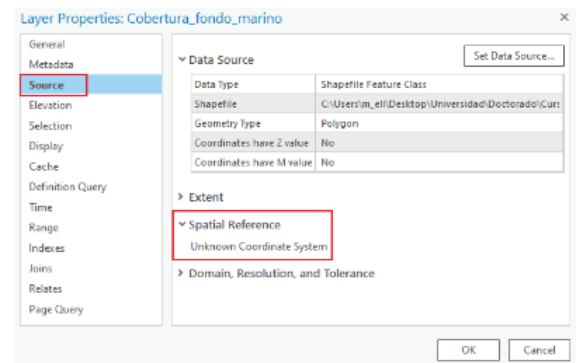 Layer Properties: Cobertura_fondo_marino
General
Metadata
Source
Elevation
Selection
Display
Cache
Definition Query
Time
Range
Indexes
Joins
Relates
Page Query
Data Source
Set Data Source...
Data Type Shapefile Feature Class
Shapefile C:\Users\m_eli\Desktop\Universidad\Doctorado\Curs
Geometry Type Polygon
Coordinates have Z value No
Coordinates have M value No
Extent
Spatial Reference
Unknown Coordinate System
Domain, Resolution, and Tolerance
OK Cancel